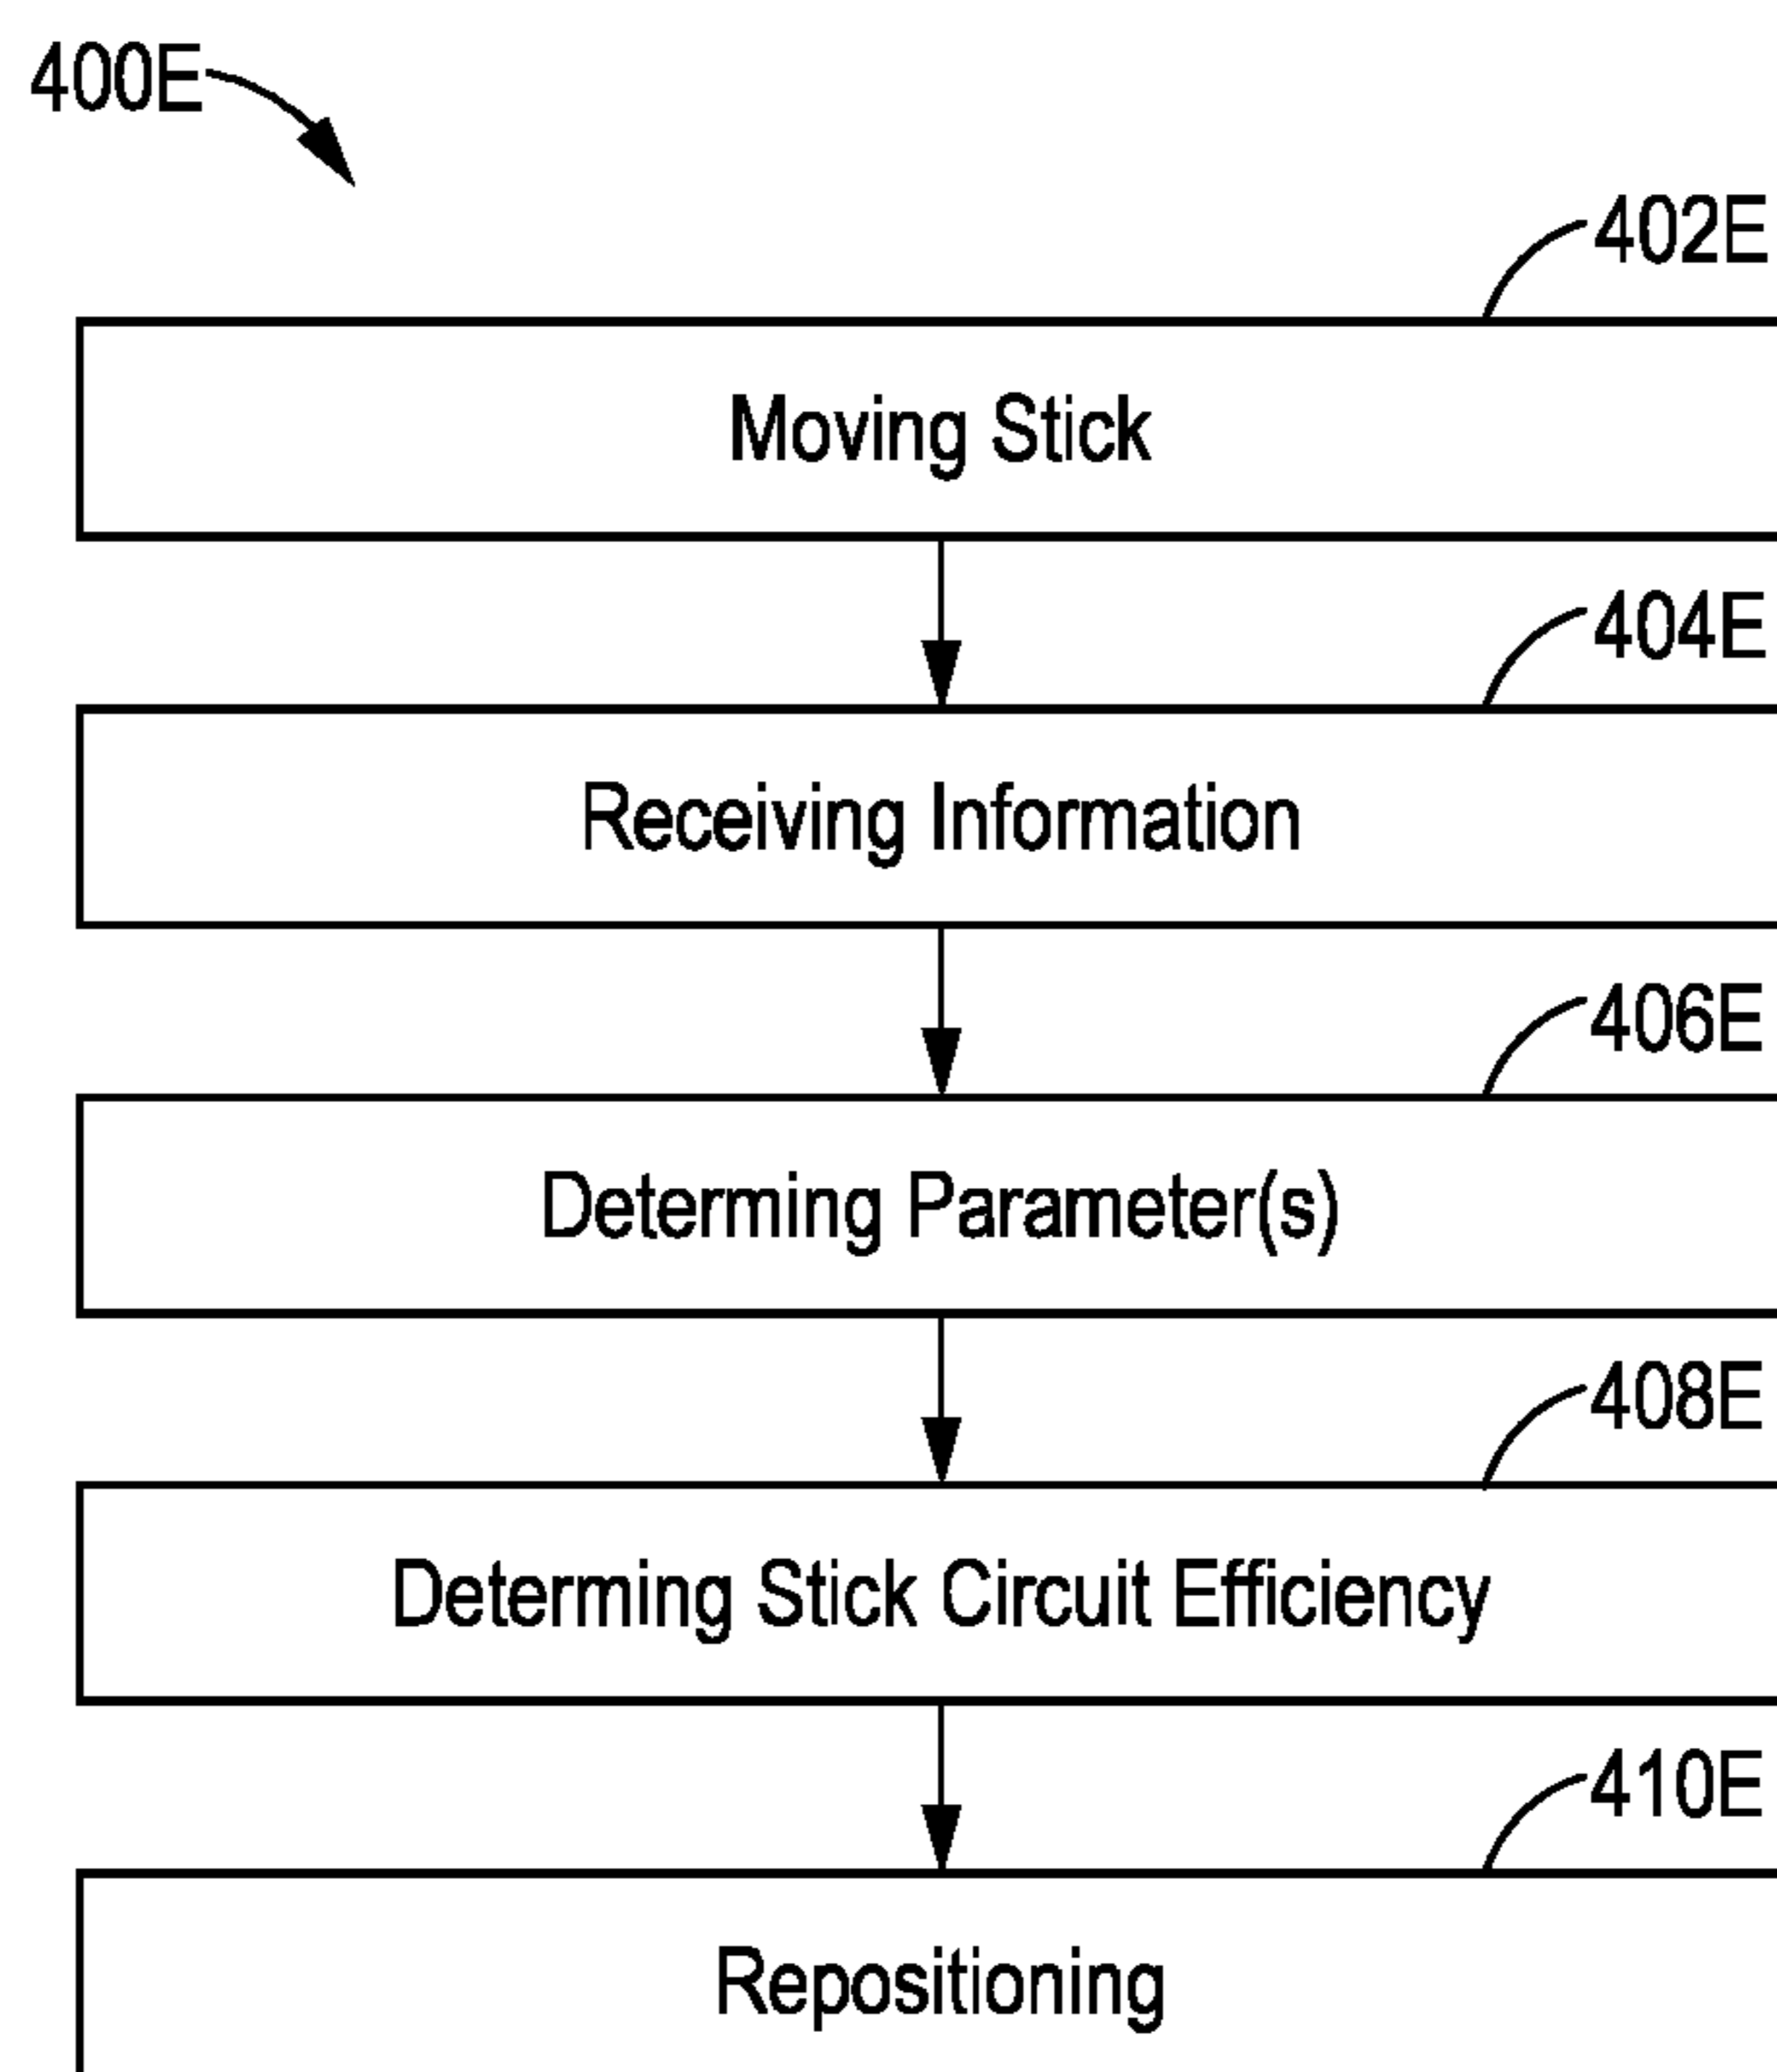 400E
402E
Moving Stick
404E
Receiving Information
406E
Determing Parameter(s)
408E
Determing Stick Circuit Efficiency
410E
Repositioning